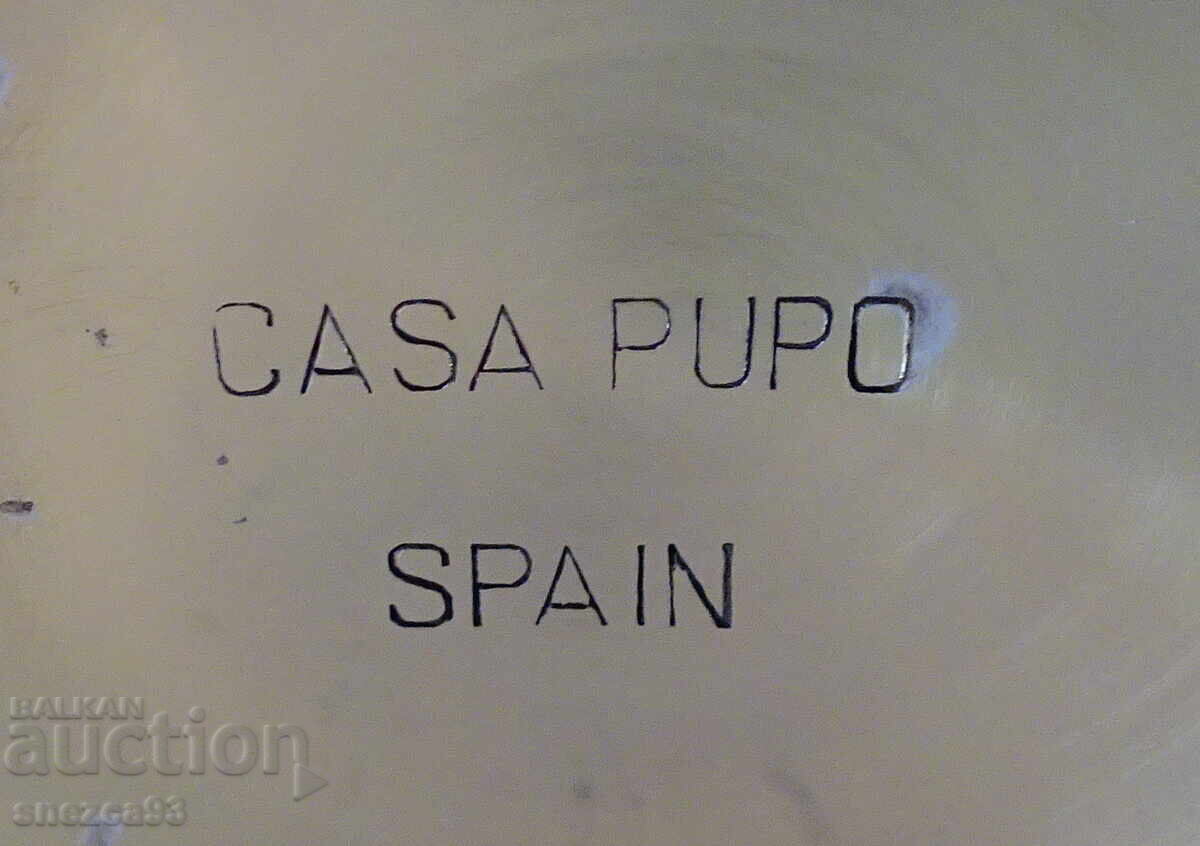 CASA PUPO
SPAIN
BALKAN
auction
snezca93